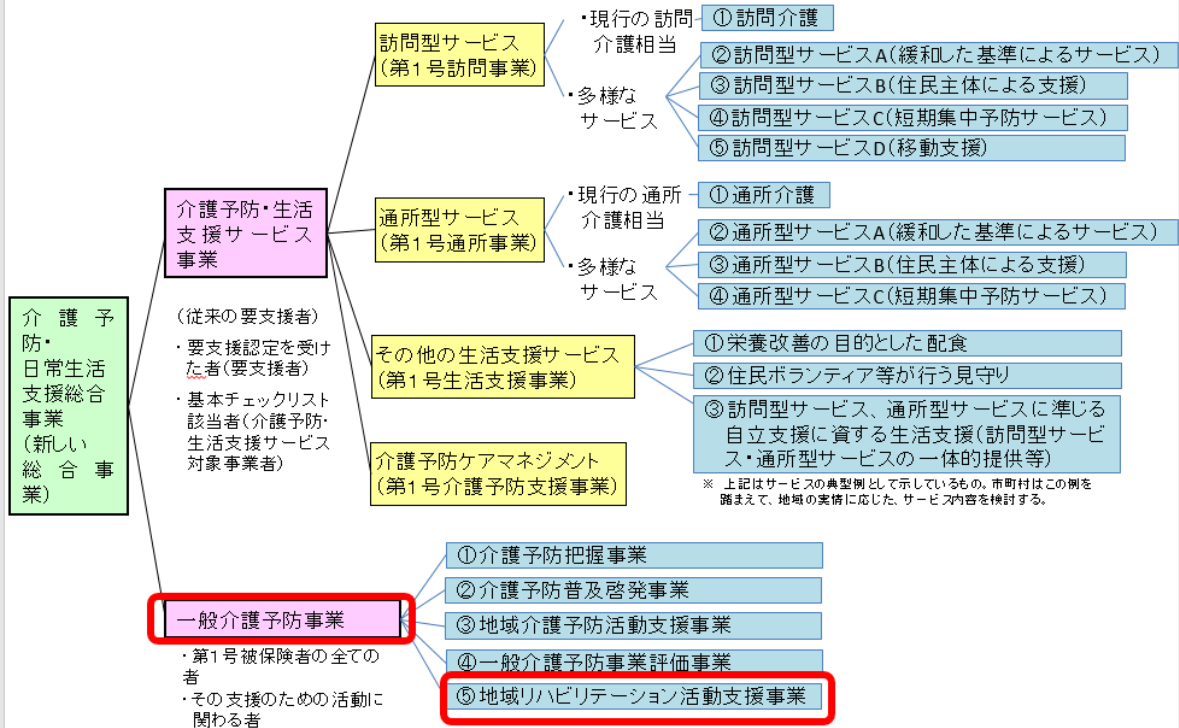 介護予
防・
日常生活
支援総合
事業
(新しい
総合事
業)
介護予防・生活
支援サービス
事業
(従来の要支援者)
・要支援認定を受け
た者(要支援者)
・基本チェックリスト
該当者(介護予防・
生活支援サービス
対象事業者)
訪問型サービス
(第1号訪問事業)
・現行の訪問
介護相当
①訪問介護
・多様な
サービス
②訪問型サービスA(緩和した基準によるサービス)
③訪問型サービスB(住民主体による支援)
④訪問型サービスC(短期集中予防サービス)
⑤訪問型サービスD(移動支援)
通所型サービス
(第1号通所事業)
・現行の通所
介護相当
①通所介護
・多様な
サービス
②通所型サービスA(緩和した基準によるサービス)
③通所型サービスB(住民主体による支援)
④通所型サービスC(短期集中予防サービス)
その他の生活支援サービス
(第1号生活支援事業)
①栄養改善の目的とした配食
②住民ボランティア等が行う見守り
③訪問型サービス、通所型サービスに準じる
自立支援に資する生活支援(訪問型サービ
ス・通所型サービスの一体的提供等)
※ 上記はサービスの典型例として示しているもの。市町村はこの例を
踏まえて、地域の実情に応じた、サービス内容を検討する。
介護予防ケアマネジメント
(第1号介護予防支援事業)
一般介護予防事業
・第1号被保険者の全ての
者
・その支援のための活動に
関わる者
①介護予防把握事業
②介護予防普及啓発事業
③地域介護予防活動支援事業
④一般介護予防事業評価事業
⑤地域リハビリテーション活動支援事業